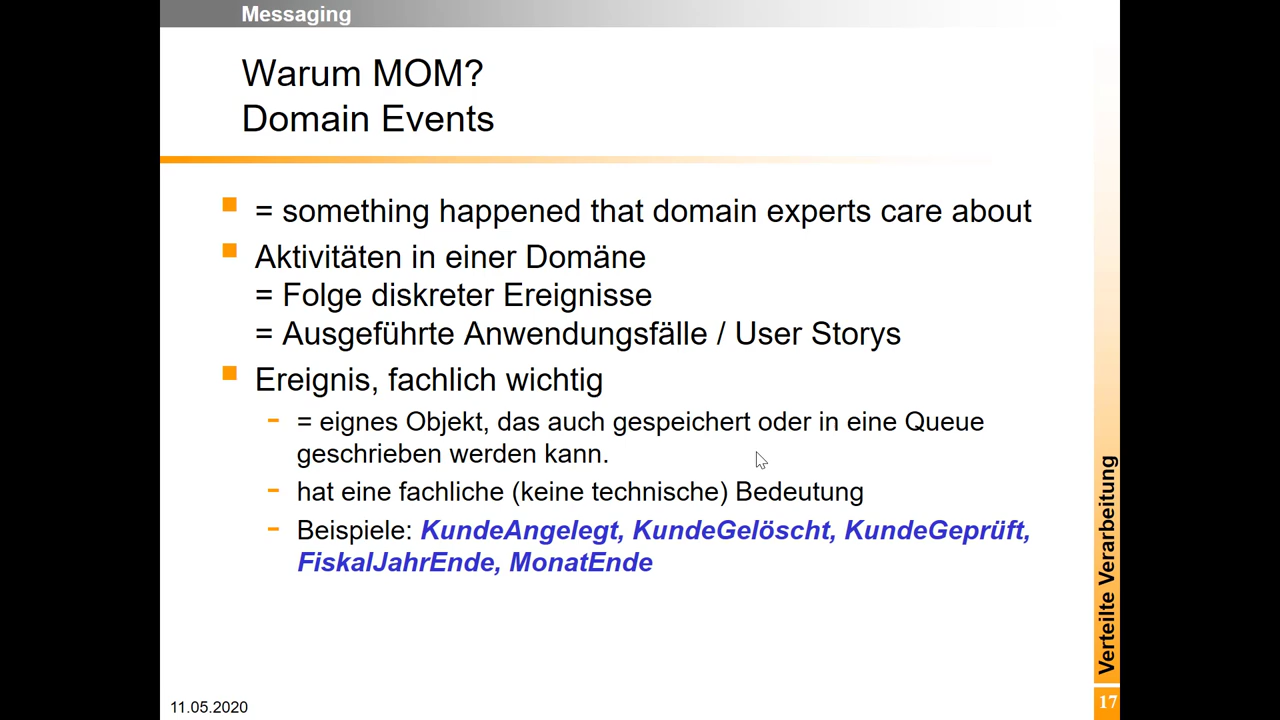 Messaging
Warum MOM?
Domain Events
= something happened that domain experts care about
Aktivitäten in einer Domäne
= Folge diskreter Ereignisse
= Ausgeführte Anwendungsfälle / User Storys
Ereignis, fachlich wichtig
- = eignes Objekt, das auch gespeichert oder in eine Queue
geschrieben werden kann.
- hat eine fachliche (keine technische) Bedeutung
- Beispiele: KundeAngelegt, KundeGelöscht, KundeGeprüft,
FiskalJahrEnde, MonatEnde
Verteilte Verarbeitung
11.05.2020
17